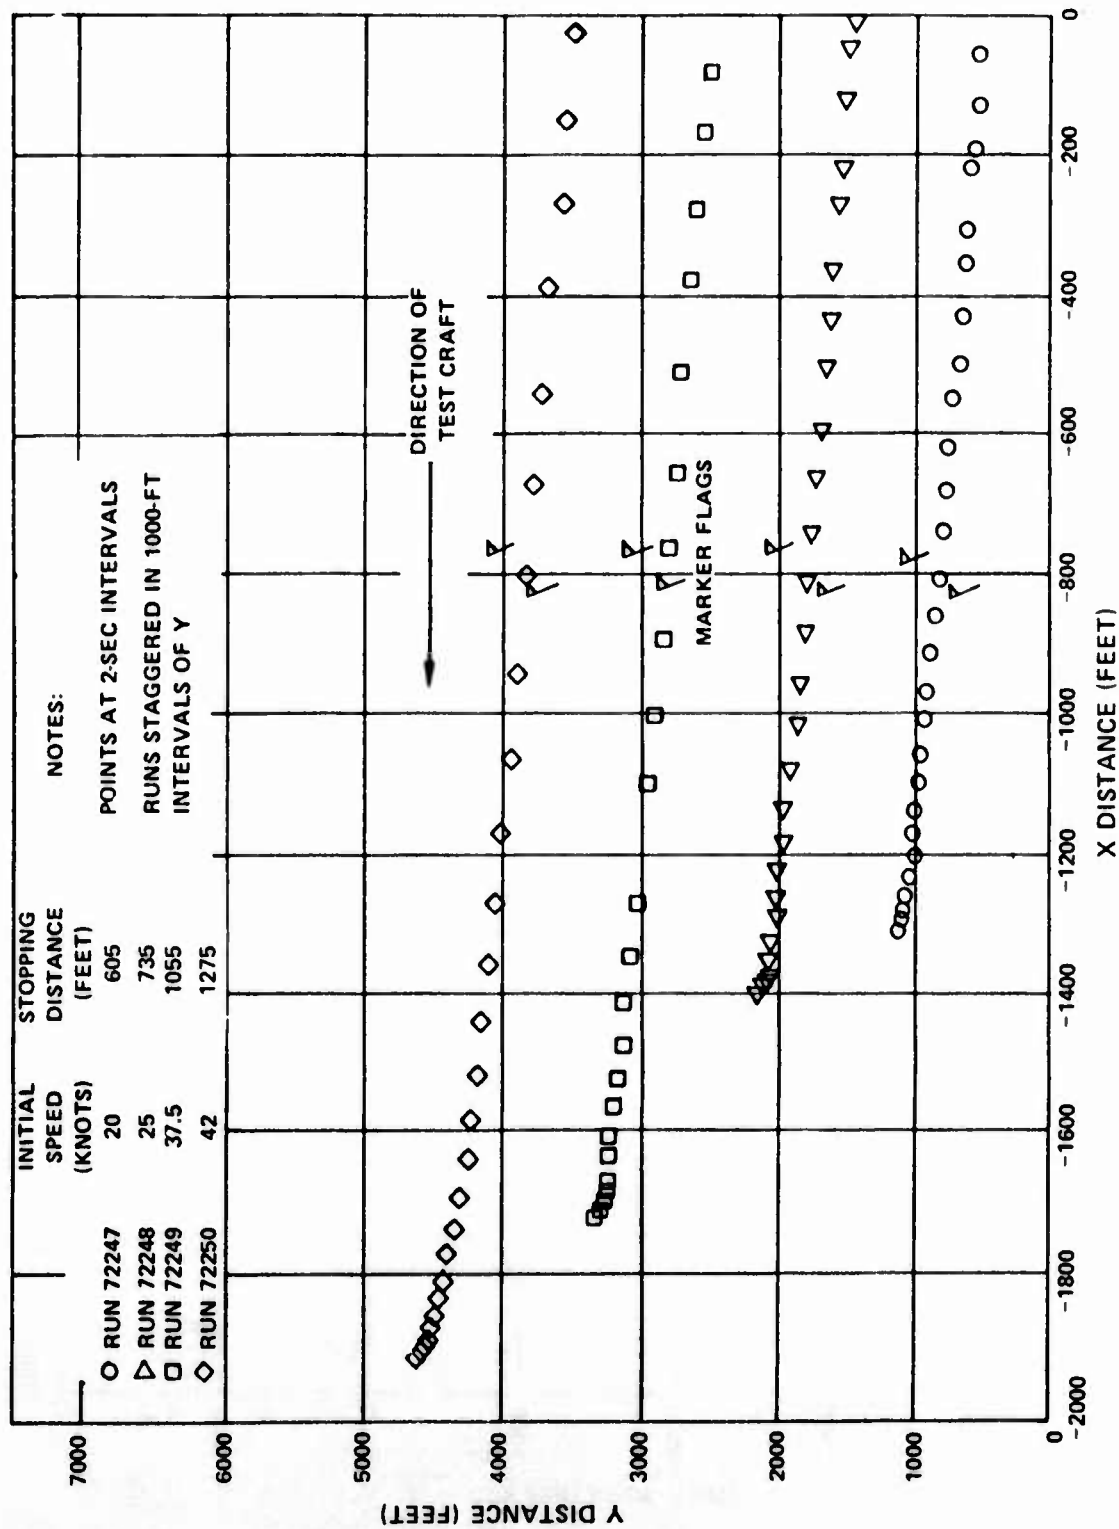 INITIAL
SPEED
(KNOTS)
STOPPING
DISTANCE
(FEET)
NOTES:
RUN 72247 20 605
RUN 72248 25 735
RUN 72249 37.5 1055
RUN 72250 42 1275
POINTS AT 2-SEC INTERVALS
RUNS STAGGERED IN 1000-FT
INTERVALS OF Y
DIRECTION OF
TEST CRAFT
MARKER FLAGS
Y DISTANCE (FEET)
7000
6000
5000
4000
3000
2000
1000
0
-2000
-1800
-1600
-1400
-1200
-1000
-800
-600
-400
-200
0
X DISTANCE (FEET)